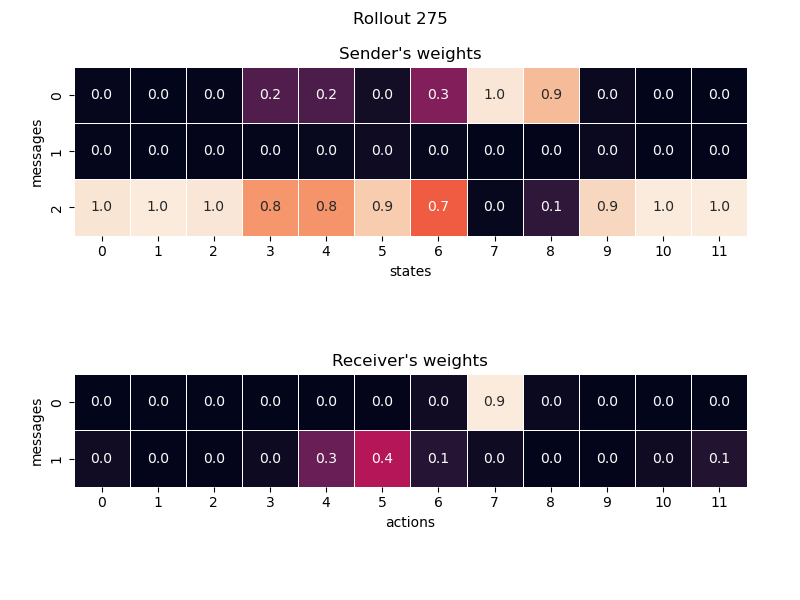 Rollout 275
Sender's weights
0 0.0 0.0 0.0 0.2 0.2 0.0 0.3 1.0 0.9 0.0 0.0 0.0
1 0.0 0.0 0.0 0.0 0.0 0.0 0.0 0.0 0.0 0.0 0.0 0.0
2 1.0 1.0 1.0 0.8 0.8 0.9 0.7 0.0 0.1 0.9 1.0 1.0
messages
0 1 2 3 4 5 6 7 8 9 10 11
states
Receiver's weights
0 0.0 0.0 0.0 0.0 0.0 0.0 0.0 0.9 0.0 0.0 0.0 0.0
1 0.0 0.0 0.0 0.0 0.3 0.4 0.1 0.0 0.0 0.0 0.0 0.1
messages
0 1 2 3 4 5 6 7 8 9 10 11
actions